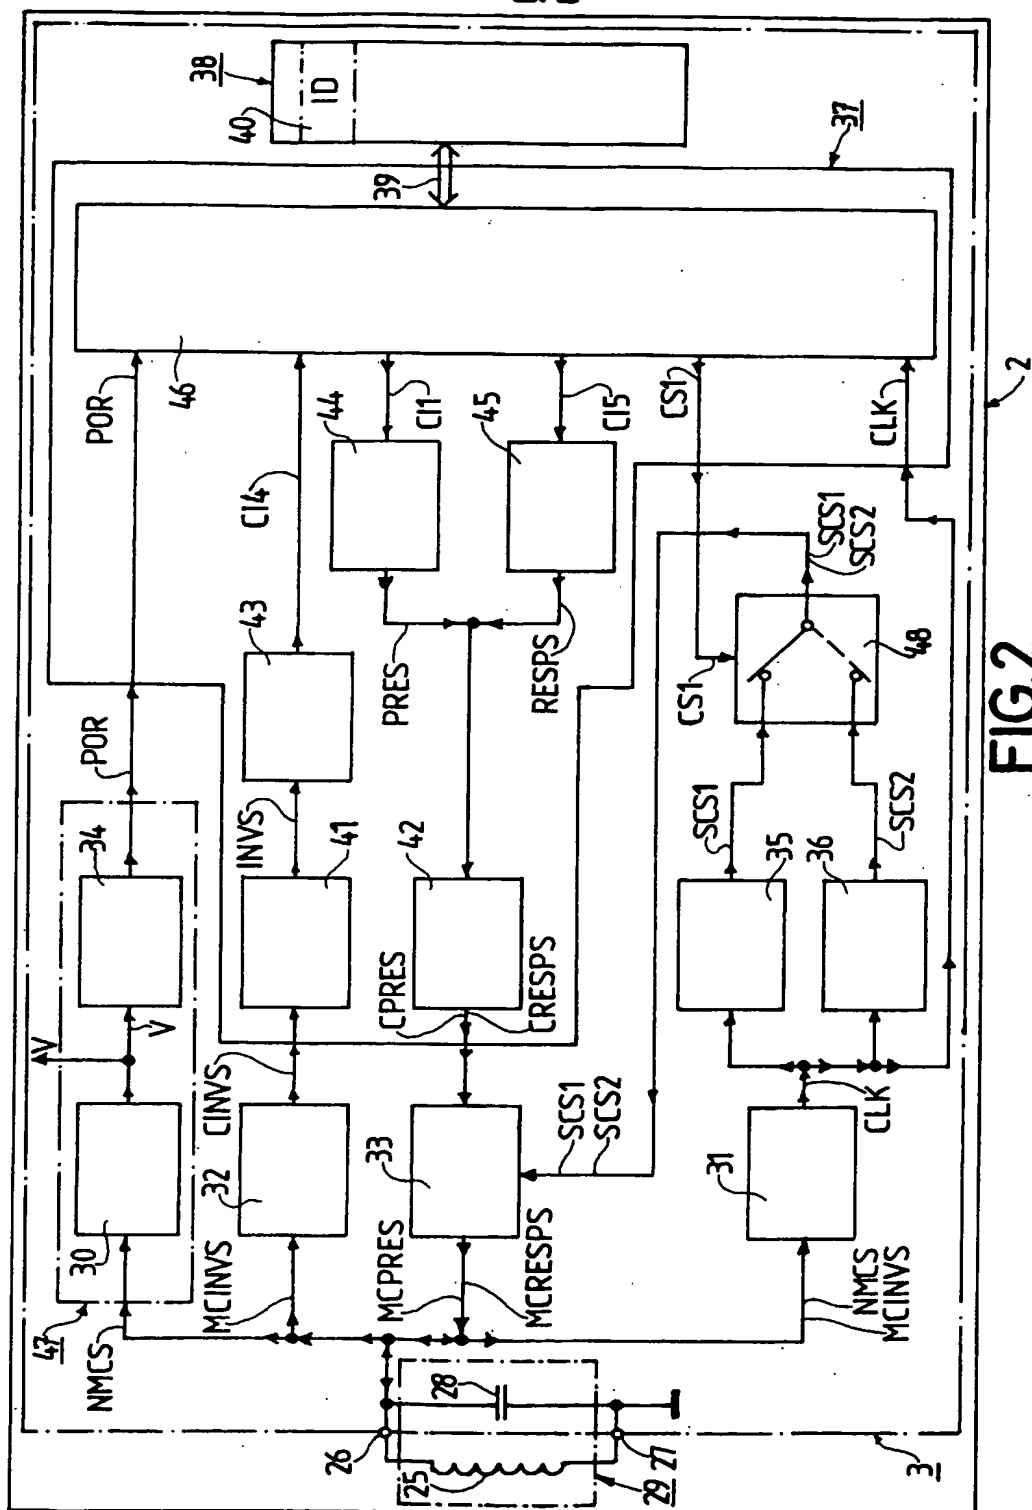 38
40
ID
39
37
46
POR
44
CI1
45
CI5
CS1
CLK
2
CI4
43
PRES
RESPS
SCS1
SCS2
CS1
48
POR
34
INVS
41
42
SCS1
35
SCS2
36
V
V
CINVS
CPRES
CRESPS
CLK
30
32
33
SCS1
SCS2
31
47
NMCS
MCINVS
MCPRES
MCRESPS
NMCS
MCINVS
26
28
25
29
27
3
FIG.2